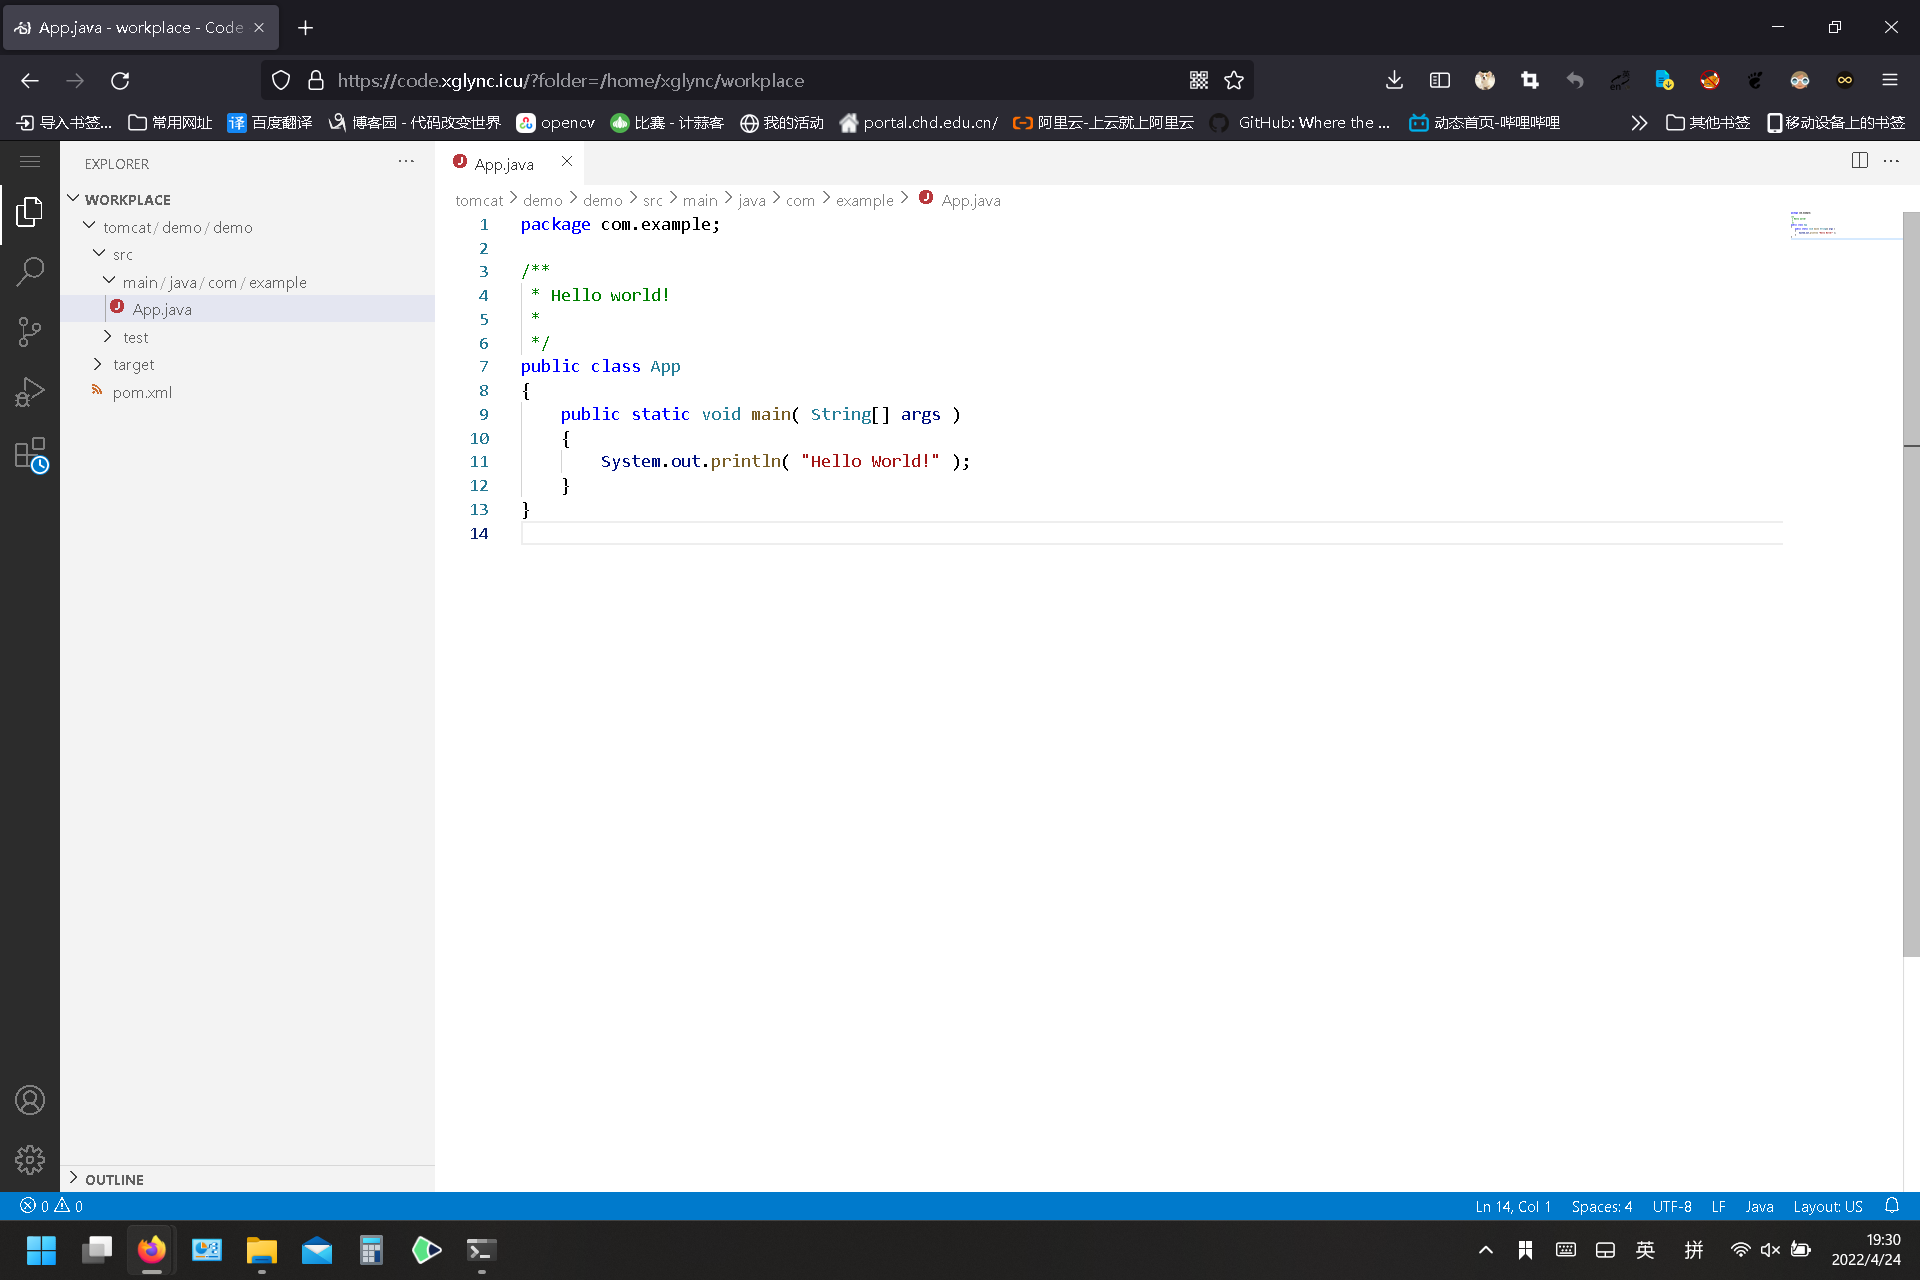 App.java - workplace - Code
https://code.xglync.icu/?folder=/home/xglync/workplace
导入书签... 常用网址 百度翻译 博客园 - 代码改变世界 opencv 比赛 - 计蒜客 我的活动 portal.chd.edu.cn/ 阿里云-上云就上阿里云 GitHub: Where the ... 动态首页-哔哩哔哩 其他书签 移动设备上的书签
EXPLORER
WORKPLACE
tomcat / demo / demo
src
main / java / com / example
App.java
test
target
pom.xml
OUTLINE
App.java
tomcat > demo > demo > src > main > java > com > example > App.java
1 package com.example;
2
3 /**
4  * Hello world!
5  *
6  */
7 public class App
8 {
9     public static void main( String[] args )
10     {
11         System.out.println( "Hello World!" );
12     }
13 }
14
0 0
Ln 14, Col 1 Spaces: 4 UTF-8 LF Java Layout: US
英 拼
19:30
2022/4/24